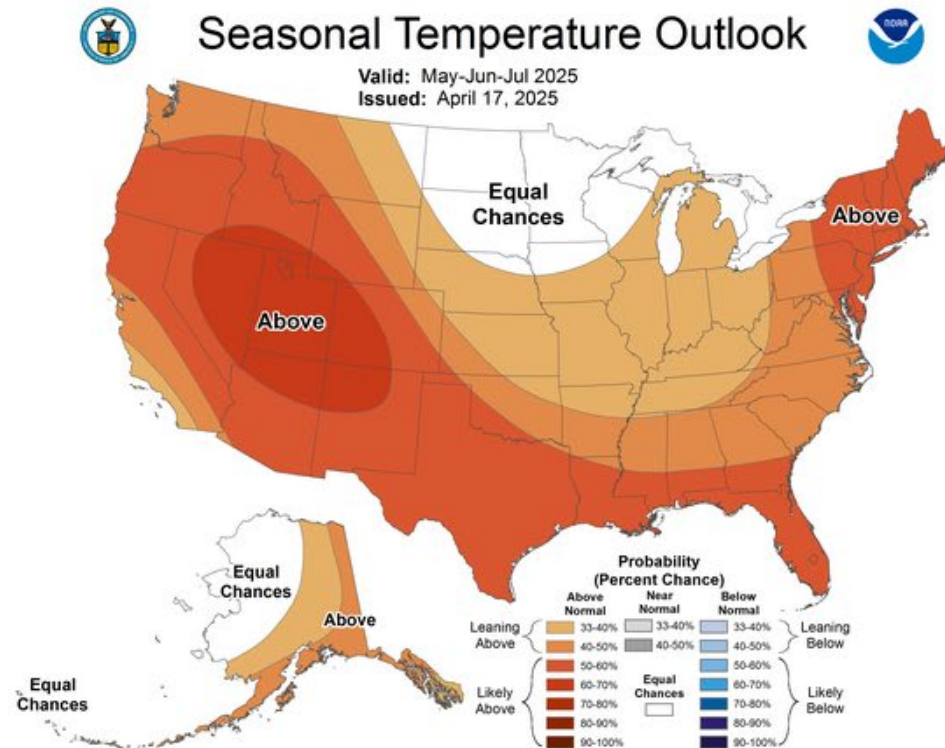 Seasonal Temperature Outlook
NOAA
Valid: May-Jun-Jul 2025
Issued: April 17, 2025
Equal
Chances
Above
Above
Equal
Chances
Above
Equal
Chances
Probability
(Percent Chance)
Above
Normal
Near
Normal
Below
Normal
Leaning
Above
33-40%
33-40%
33-40%
Leaning
Below
40-50%
40-50%
40-50%
Likely
Above
50-60%
50-60%
60-70%
Equal
Chances
60-70%
Likely
Below
70-80%
70-80%
80-90%
80-90%
90-100%
90-100%